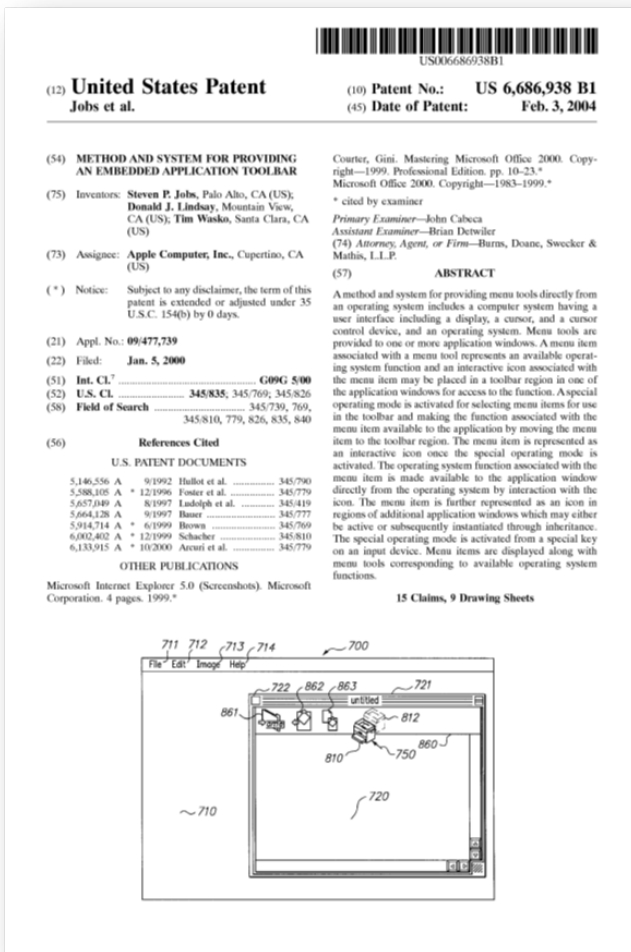 US006686938B1
(12) United States Patent
Jobs et al.
(10) Patent No.: US 6,686,938 B1
(45) Date of Patent: Feb. 3, 2004
(54) METHOD AND SYSTEM FOR PROVIDING
AN EMBEDDED APPLICATION TOOLBAR
(75) Inventors: Steven P. Jobs, Palo Alto, CA (US);
Donald J. Lindsay, Mountain View,
CA (US); Tim Wasko, Santa Clara, CA
(US)
(73) Assignee: Apple Computer, Inc., Cupertino, CA
(US)
( * ) Notice: Subject to any disclaimer, the term of this
patent is extended or adjusted under 35
U.S.C. 154(b) by 0 days.
(21) Appl. No.: 09/477,739
(22) Filed: Jan. 5, 2000
(51) Int. Cl.7 ........ G09G 5/00
(52) U.S. Cl. ........ 345/835; 345/769; 345/826
(58) Field of Search ........ 345/739, 769,
345/810, 779, 826, 835, 840
(56) References Cited
U.S. PATENT DOCUMENTS
5,146,556 A 9/1992 Hullot et al. ........ 345/790
5,588,105 A * 12/1996 Foster et al. ........ 345/779
5,657,049 A 8/1997 Ludolph et al. ........ 345/419
5,664,128 A 9/1997 Bauer ........ 345/777
5,914,714 A * 6/1999 Brown ........ 345/769
6,002,402 A * 12/1999 Schacher ........ 345/810
6,133,915 A * 10/2000 Arcuri et al. ........ 345/779
OTHER PUBLICATIONS
Microsoft Internet Explorer 5.0 (Screenshots). Microsoft
Corporation. 4 pages. 1999.*
Courter, Gini. Mastering Microsoft Office 2000. Copy-
right—1999. Professional Edition. pp. 10–23.*
Microsoft Office 2000. Copyright—1983–1999.*
* cited by examiner
Primary Examiner—John Cabeca
Assistant Examiner—Brian Detwiler
(74) Attorney, Agent, or Firm—Burns, Doane, Swecker &
Mathis, L.L.P.
(57) ABSTRACT
A method and system for providing menu tools directly from
an operating system includes a computer system having a
user interface including a display, a cursor, and a cursor
control device, and an operating system. Menu tools are
provided to one or more application windows. A menu item
associated with a menu tool represents an available operat-
ing system function and an interactive icon associated with
the menu item may be placed in a toolbar region in one of
the application windows for access to the function. A special
operating mode is activated for selecting menu items for use
in the toolbar and making the function associated with the
menu item available to the application by moving the menu
item to the toolbar region. The menu item is represented as
an interactive icon once the special operating mode is
activated. The operating system function associated with the
menu item is made available to the application window
directly from the operating system by interaction with the
icon. The menu item is further represented as an icon in
regions of additional application windows which may either
be active or subsequently instantiated through inheritance.
The special operating mode is activated from a special key
on an input device. Menu items are displayed along with
menu tools corresponding to available operating system
functions.
15 Claims, 9 Drawing Sheets
711 712 713 714 700
File Edit Image Help
722 862 863 721
untitled
861 812
860
810 750
720
710